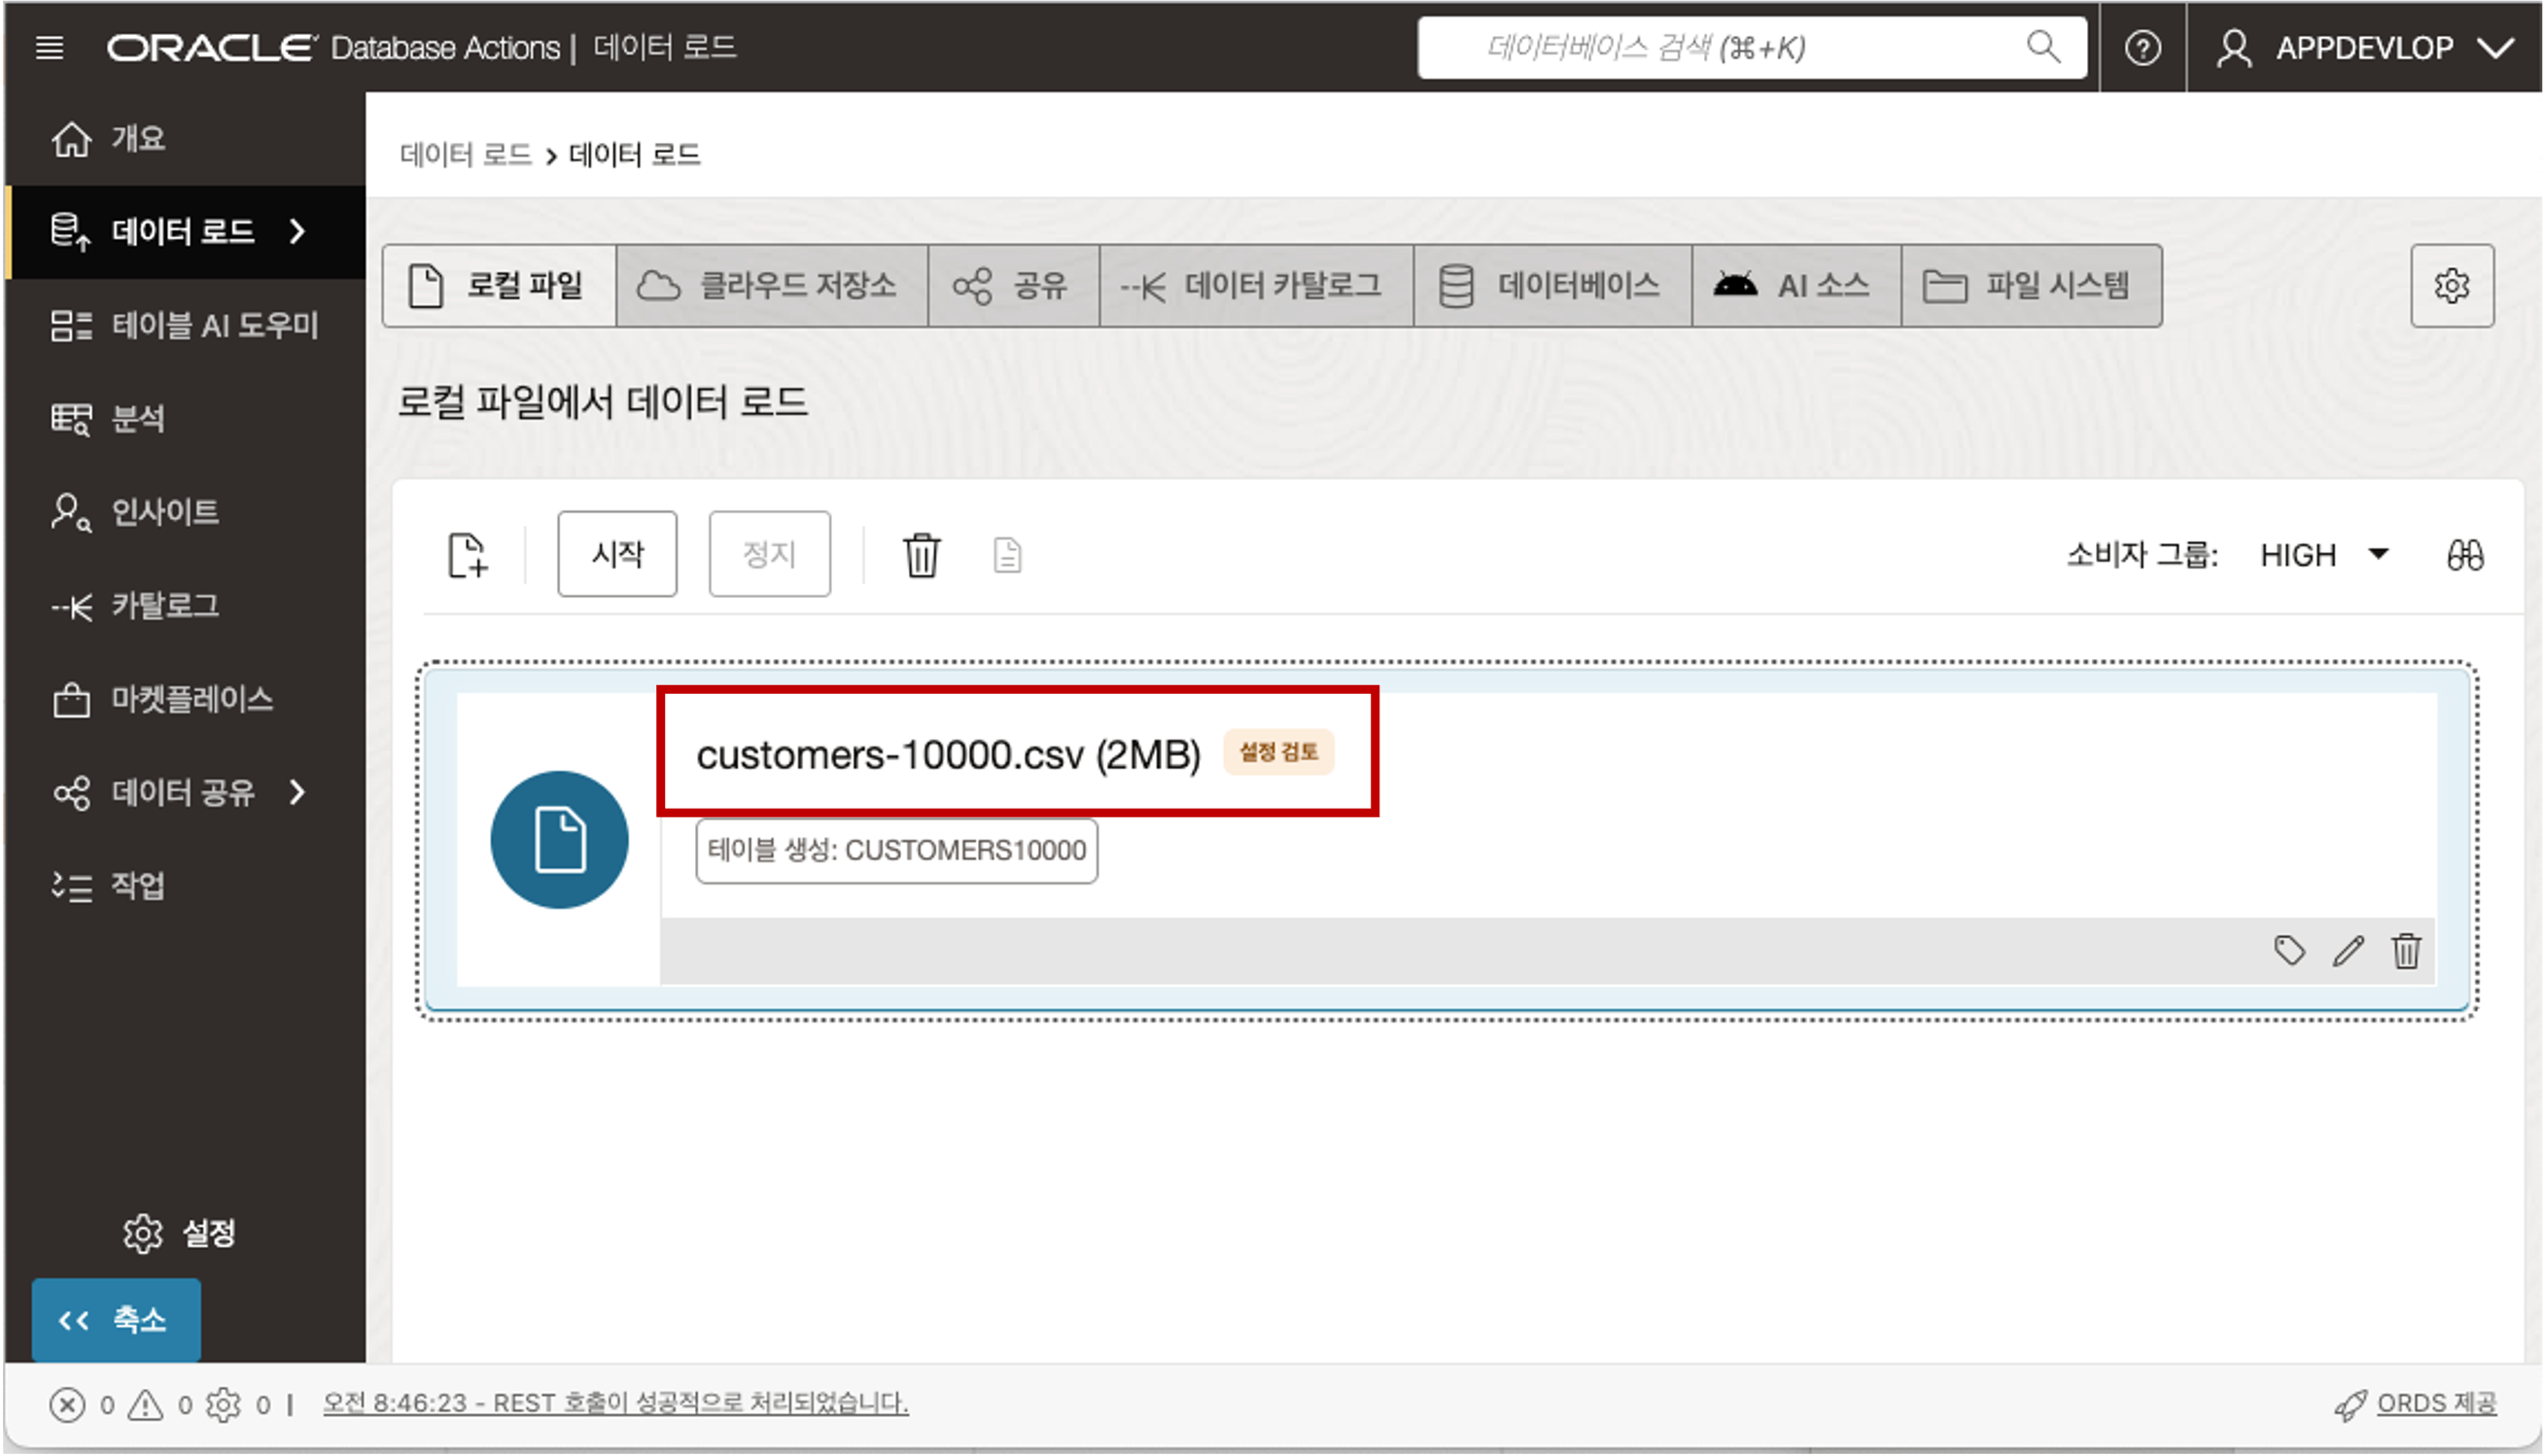 ORACLE Database Actions | 데이터 로드
데이터베이스 검색 (⌘+K)
APPDEVLOP
개요
데이터 로드
테이블 AI 도우미
분석
인사이트
카탈로그
마켓플레이스
데이터 공유
작업
설정
축소
데이터 로드 > 데이터 로드
로컬 파일
클라우드 저장소
공유
데이터 카탈로그
데이터베이스
AI 소스
파일 시스템
로컬 파일에서 데이터 로드
시작
정지
소비자 그룹: HIGH
customers-10000.csv (2MB) 설정 검토
테이블 생성: CUSTOMERS10000
0 0 0 | 오전 8:46:23 - REST 호출이 성공적으로 처리되었습니다.
ORDS 제공